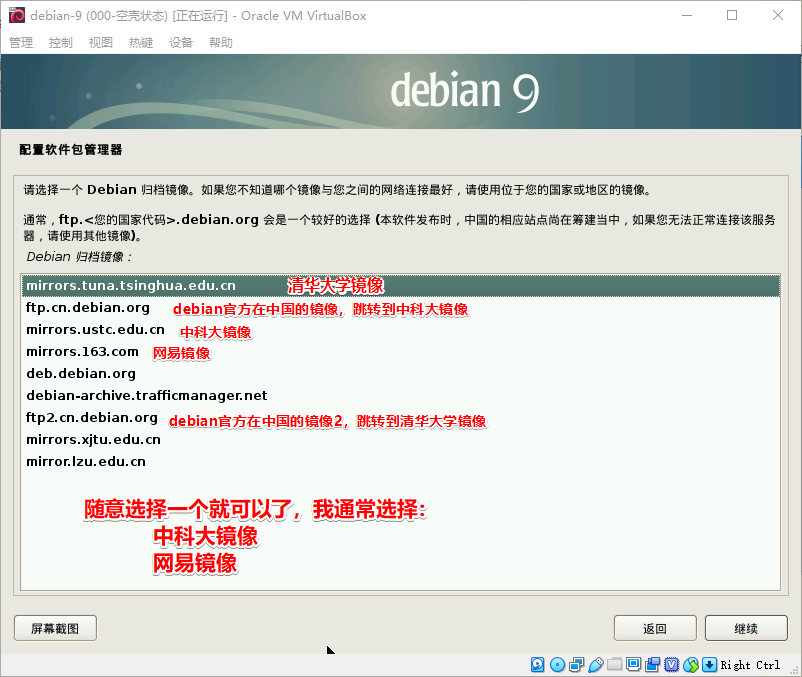 debian-9 (000-空壳状态) [正在运行] - Oracle VM VirtualBox
管理 控制 视图 热键 设备 帮助
debian 9
配置软件包管理器
请选择一个 Debian 归档镜像。如果您不知道哪个镜像与您之间的网络连接最好，请使用位于您的国家或地区的镜像。
通常，ftp.<您的国家代码>.debian.org 会是一个较好的选择 (本软件发布时，中国的相应站点尚在筹建当中，如果您无法正常连接该服务
器，请使用其他镜像)。
Debian 归档镜像：
mirrors.tuna.tsinghua.edu.cn 清华大学镜像
ftp.cn.debian.org debian官方在中国的镜像，跳转到中科大镜像
mirrors.ustc.edu.cn 中科大镜像
mirrors.163.com 网易镜像
deb.debian.org
debian-archive.trafficmanager.net
ftp2.cn.debian.org debian官方在中国的镜像2，跳转到清华大学镜像
mirrors.xjtu.edu.cn
mirror.lzu.edu.cn
随意选择一个就可以了，我通常选择：
中科大镜像
网易镜像
屏幕截图 返回 继续
Right Ctrl